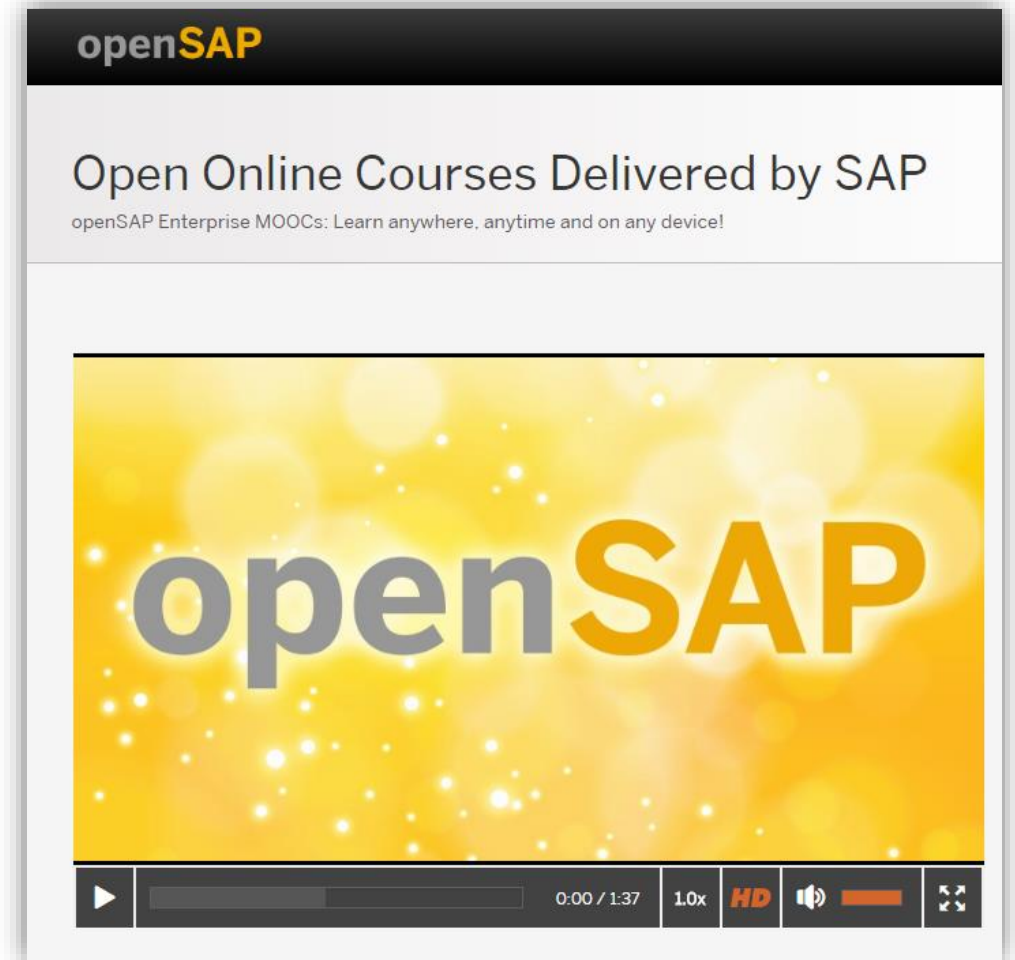 openSAP
Open Online Courses Delivered by SAP
openSAP Enterprise MOOCs: Learn anywhere, anytime and on any device!
openSAP
0:00 / 1:37 1.0x HD